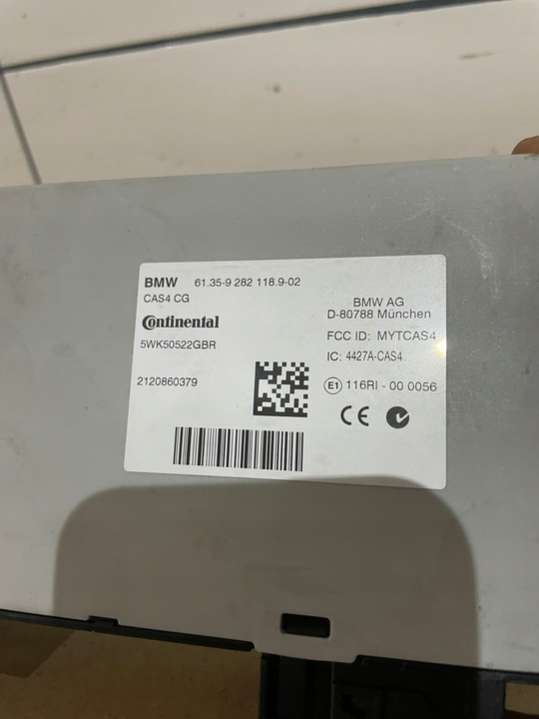 BMW 61.35-9 282 118.9-02
CAS4 CG
Continental
5WK50522GBR
2120860379
BMW AG
D-80788 München
FCC ID: MYTCAS4
IC: 4427A-CAS4
E1 116RI - 00 0056
CE